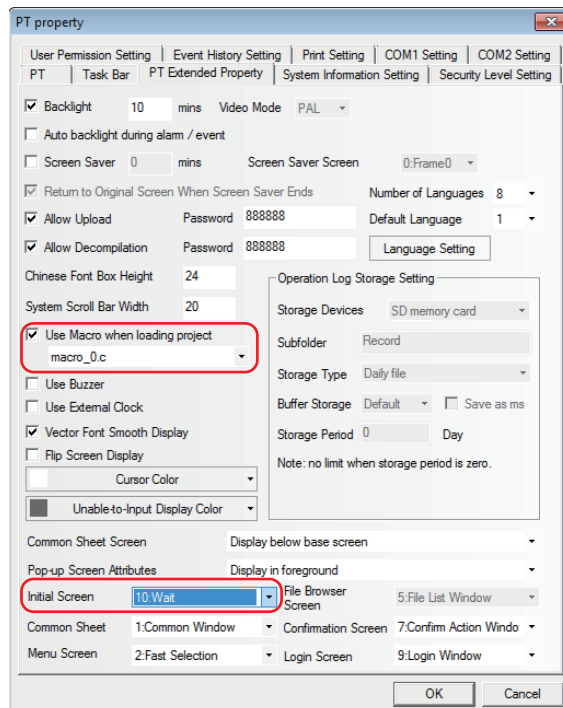 PT property
User Permission Setting Event History Setting Print Setting COM1 Setting COM2 Setting
PT Task Bar PT Extended Property System Information Setting Security Level Setting
Backlight 10 mins Video Mode PAL
Auto backlight during alarm / event
Screen Saver 0 mins Screen Saver Screen 0:Frame0
Return to Original Screen When Screen Saver Ends Number of Languages 8
Allow Upload Password 888888 Default Language 1
Allow Decompilation Password 888888 Language Setting
Chinese Font Box Height 24 Operation Log Storage Setting
System Scroll Bar Width 20 Storage Devices SD memory card
Use Macro when loading project Subfolder Record
macro_0.c Storage Type Daily file
Use Buzzer
Use External Clock Buffer Storage Default Save as ms
Vector Font Smooth Display Storage Period 0 Day
Flip Screen Display Note: no limit when storage period is zero.
Cursor Color
Unable-to-Input Display Color
Common Sheet Screen Display below base screen
Pop-up Screen Attributes Display in foreground
Initial Screen 10:Wait File Browser Screen 5:File List Window
Common Sheet 1:Common Window Confirmation Screen 7:Confirm Action Windo
Menu Screen 2:Fast Selection Login Screen 9:Login Window
OK Cancel